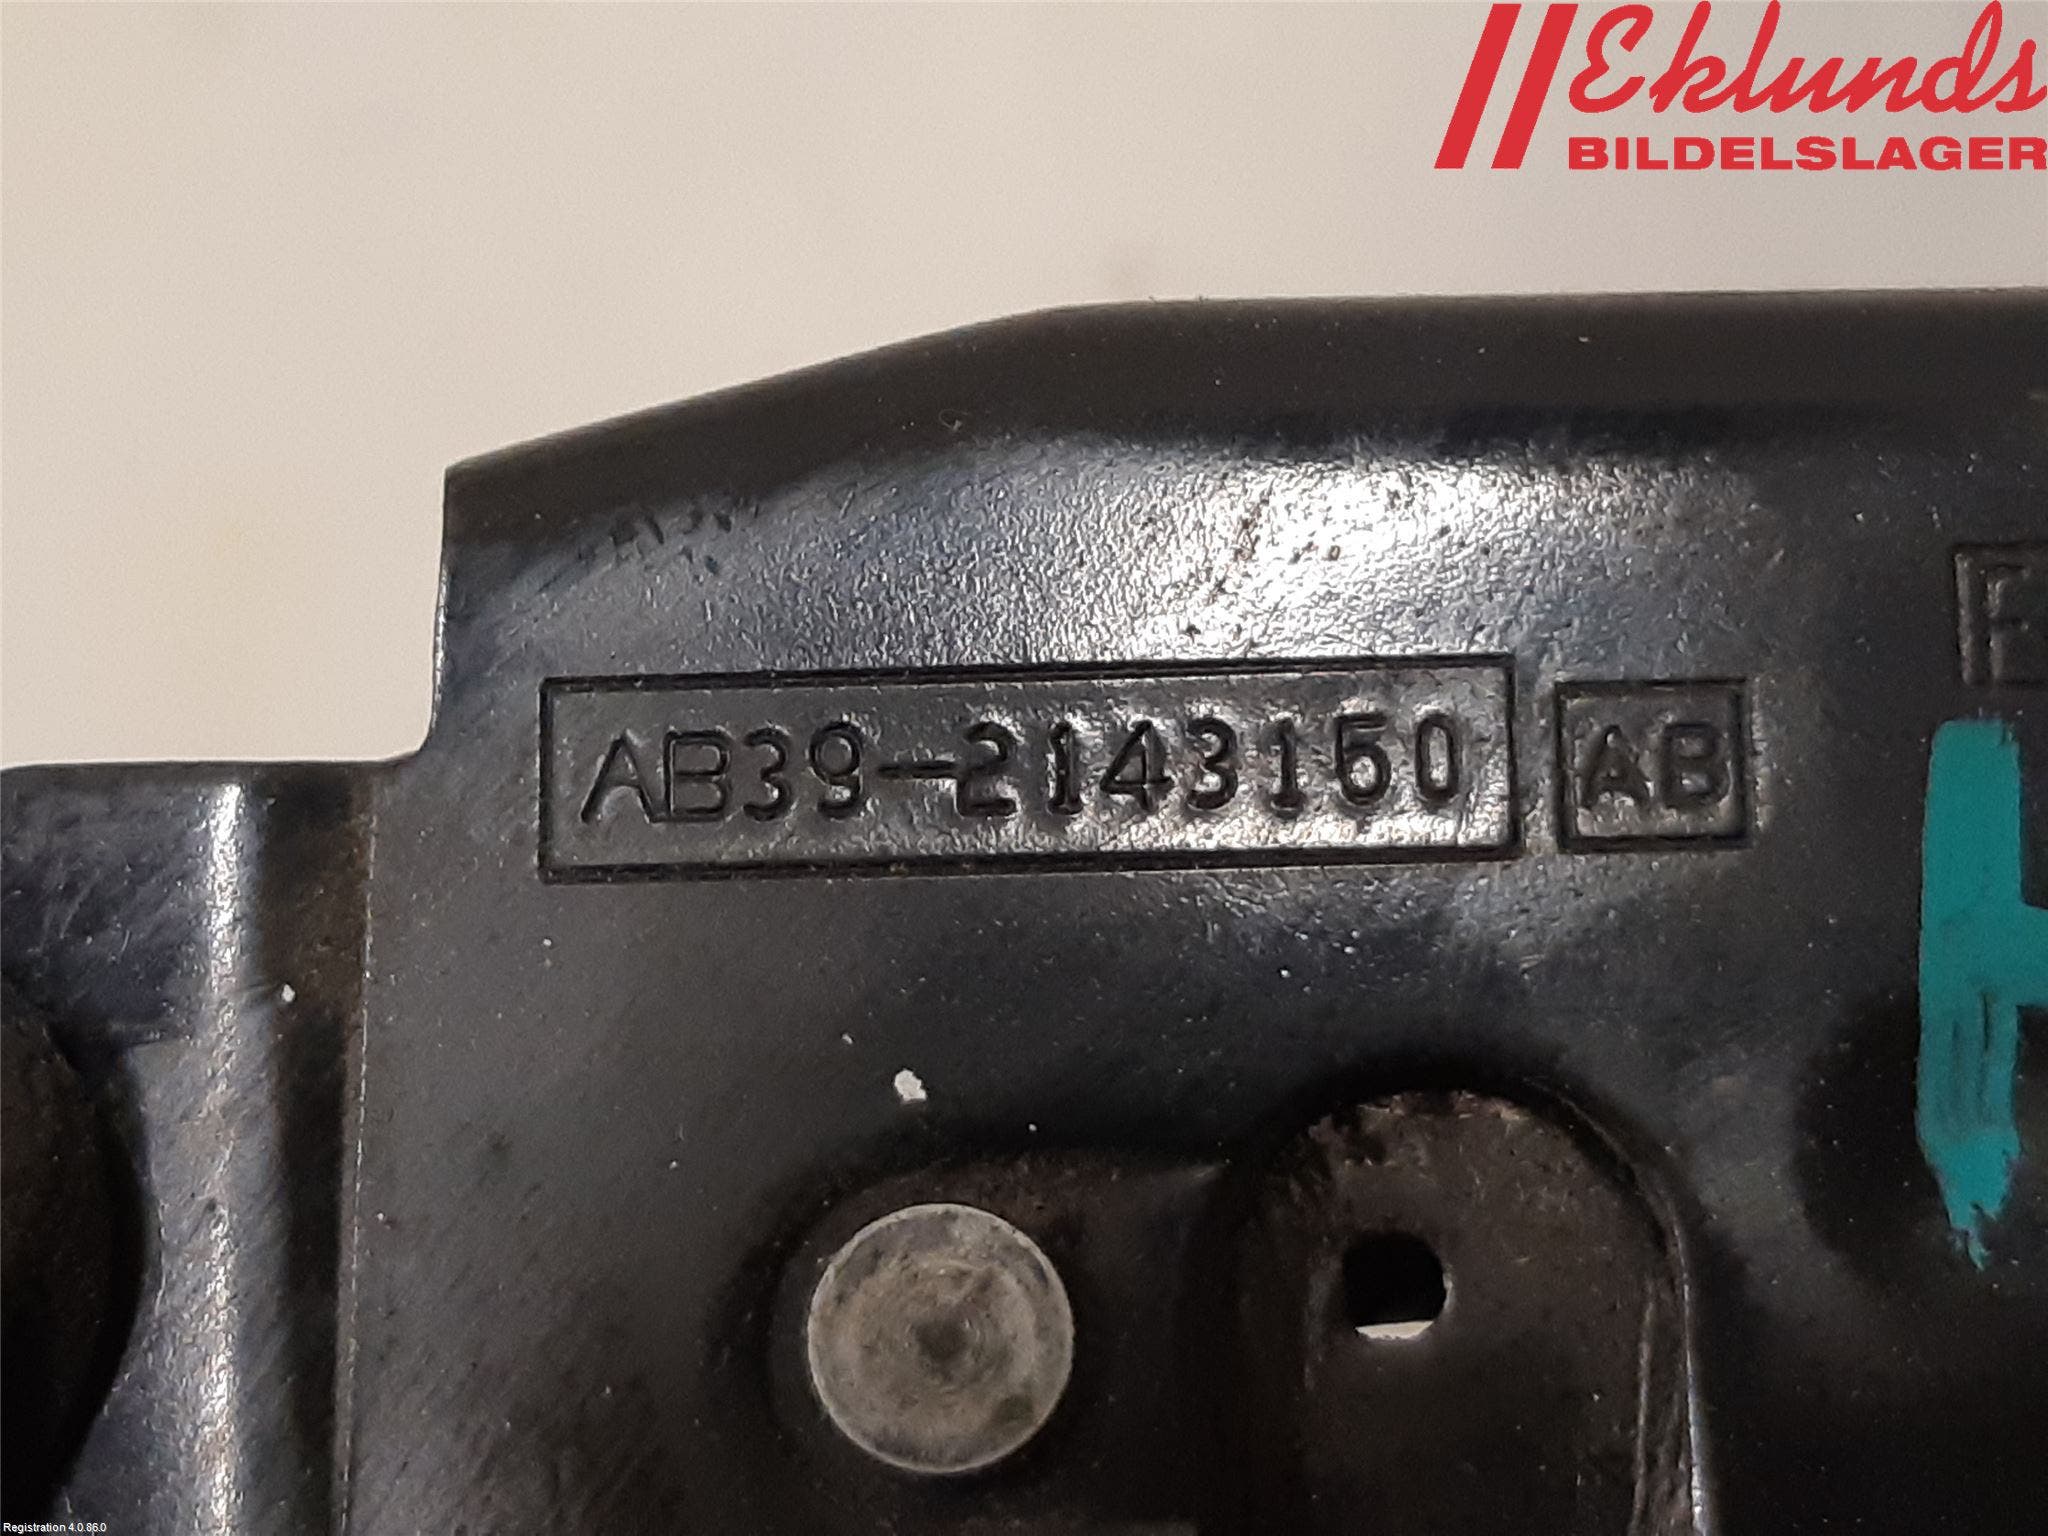 Eklunds
BILDELSLAGER
F
AB39-2143150 AB
Registration 4.0.86.0